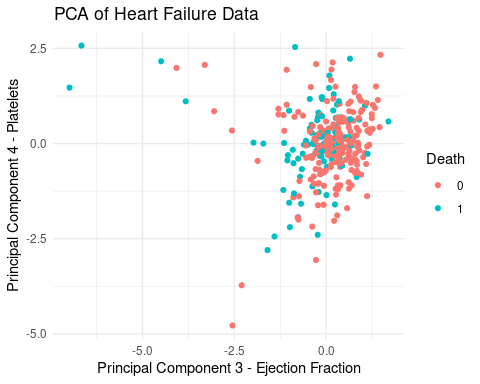 PCA of Heart Failure Data
Principal Component 4 - Platelets
2.5
0.0
-2.5
-5.0
-5.0
-2.5
0.0
Principal Component 3 - Ejection Fraction
Death
0
1